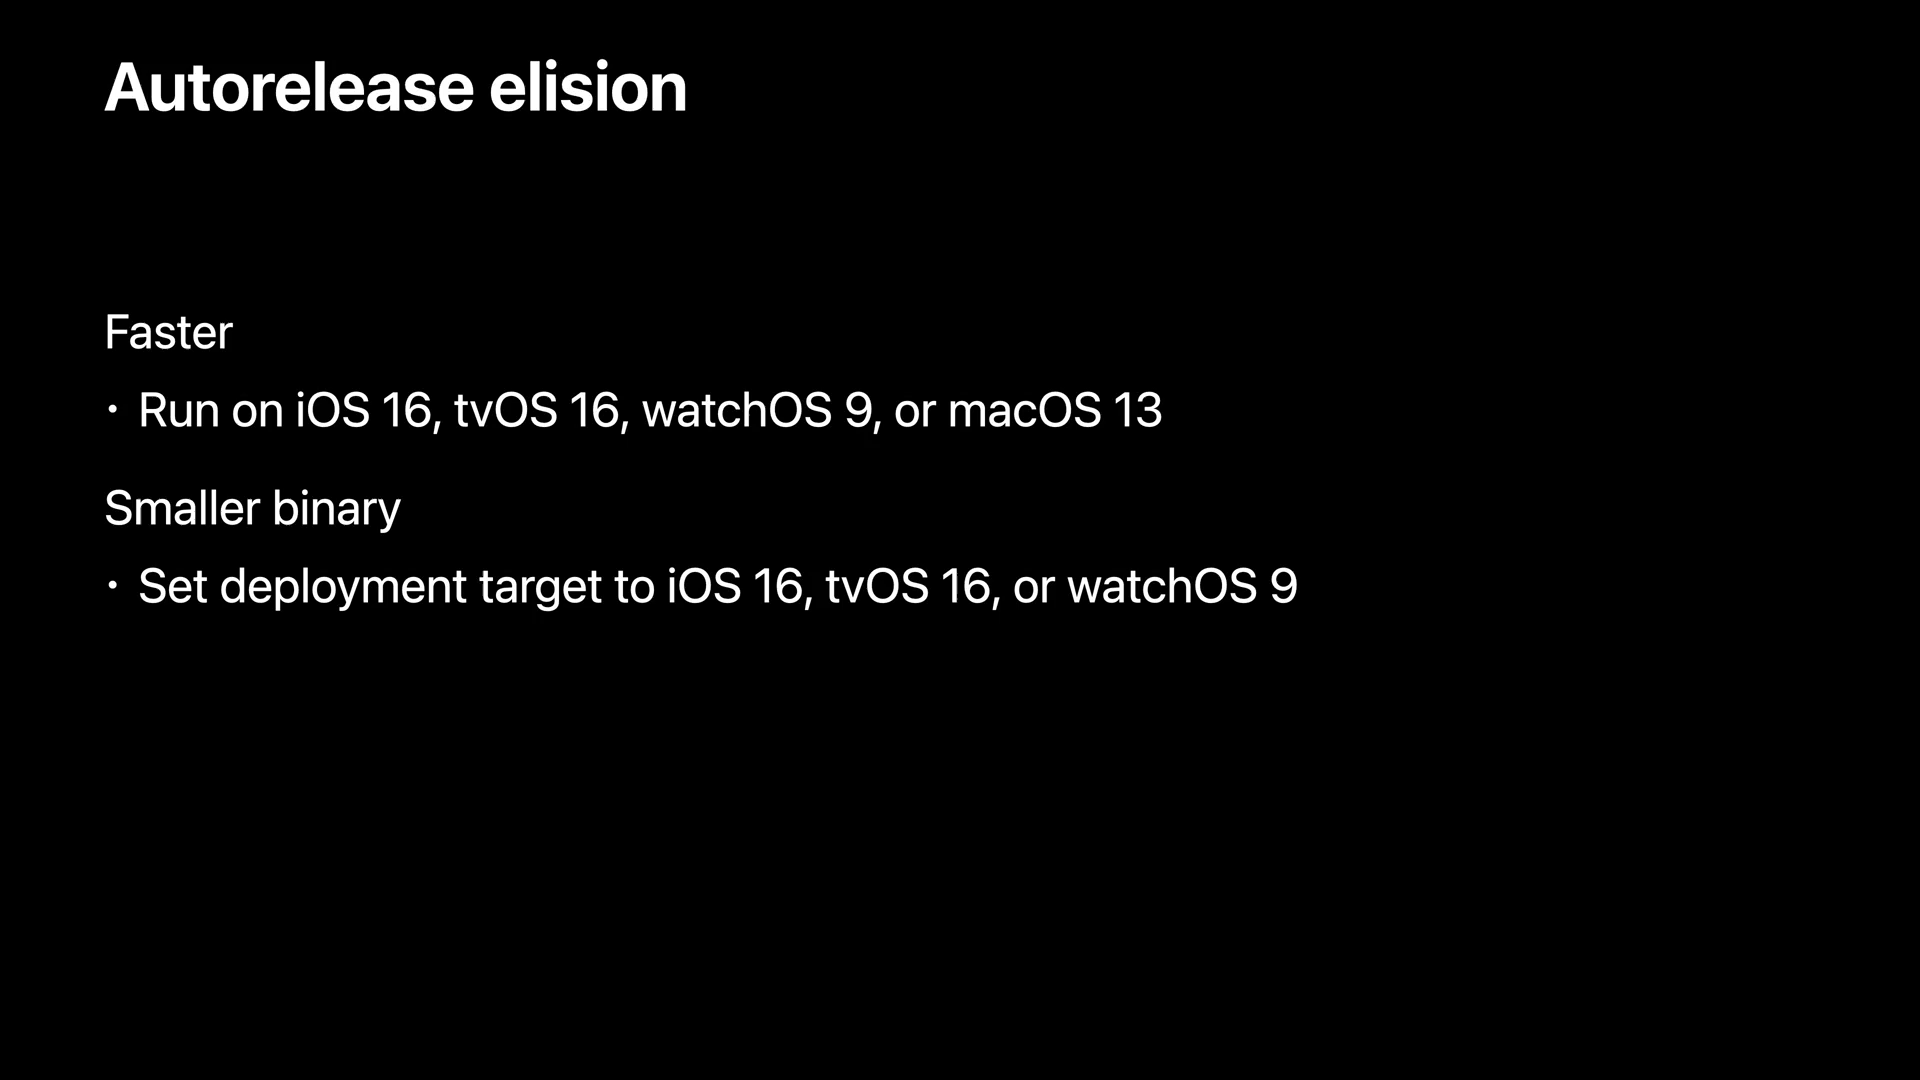 Autorelease elision
Faster
• Run on iOS 16, tvOS 16, watchOS 9, or macOS 13
Smaller binary
• Set deployment target to iOS 16, tvOS 16, or watchOS 9